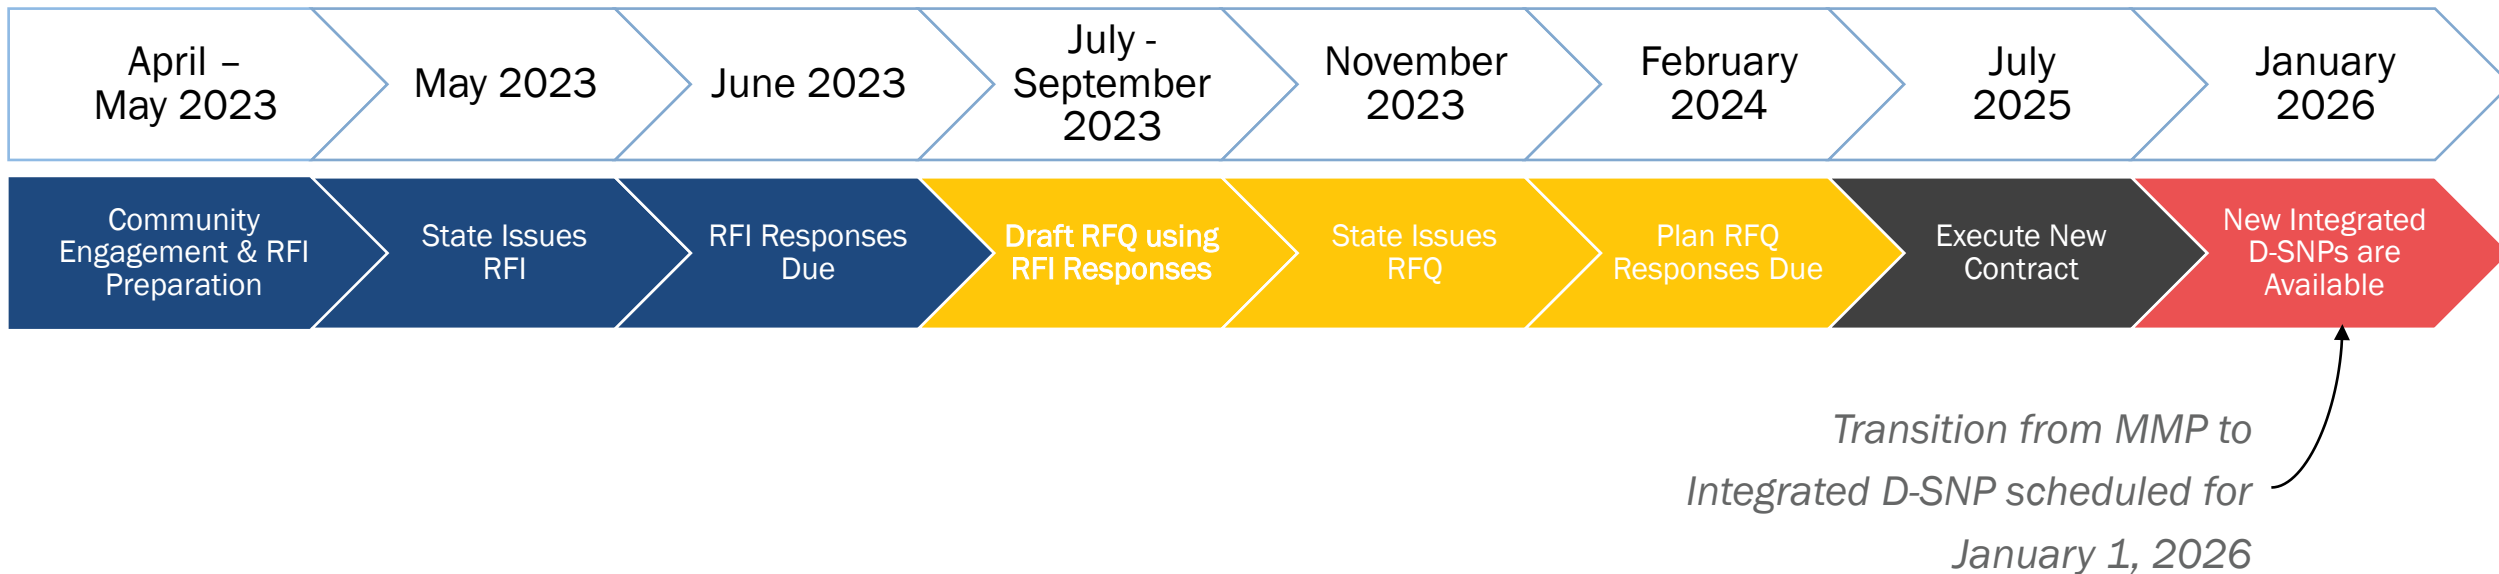 April –
May 2023
May 2023
June 2023
July -
September
2023
November
2023
February
2024
July
2025
January
2026
Community
Engagement & RFI
Preparation
State Issues
RFI
RFI Responses
Due
Draft RFQ using
RFI Responses
State Issues
RFQ
Plan RFQ
Responses Due
Execute New
Contract
New Integrated
D-SNPs are
Available
Transition from MMP to
Integrated D-SNP scheduled for
January 1, 2026